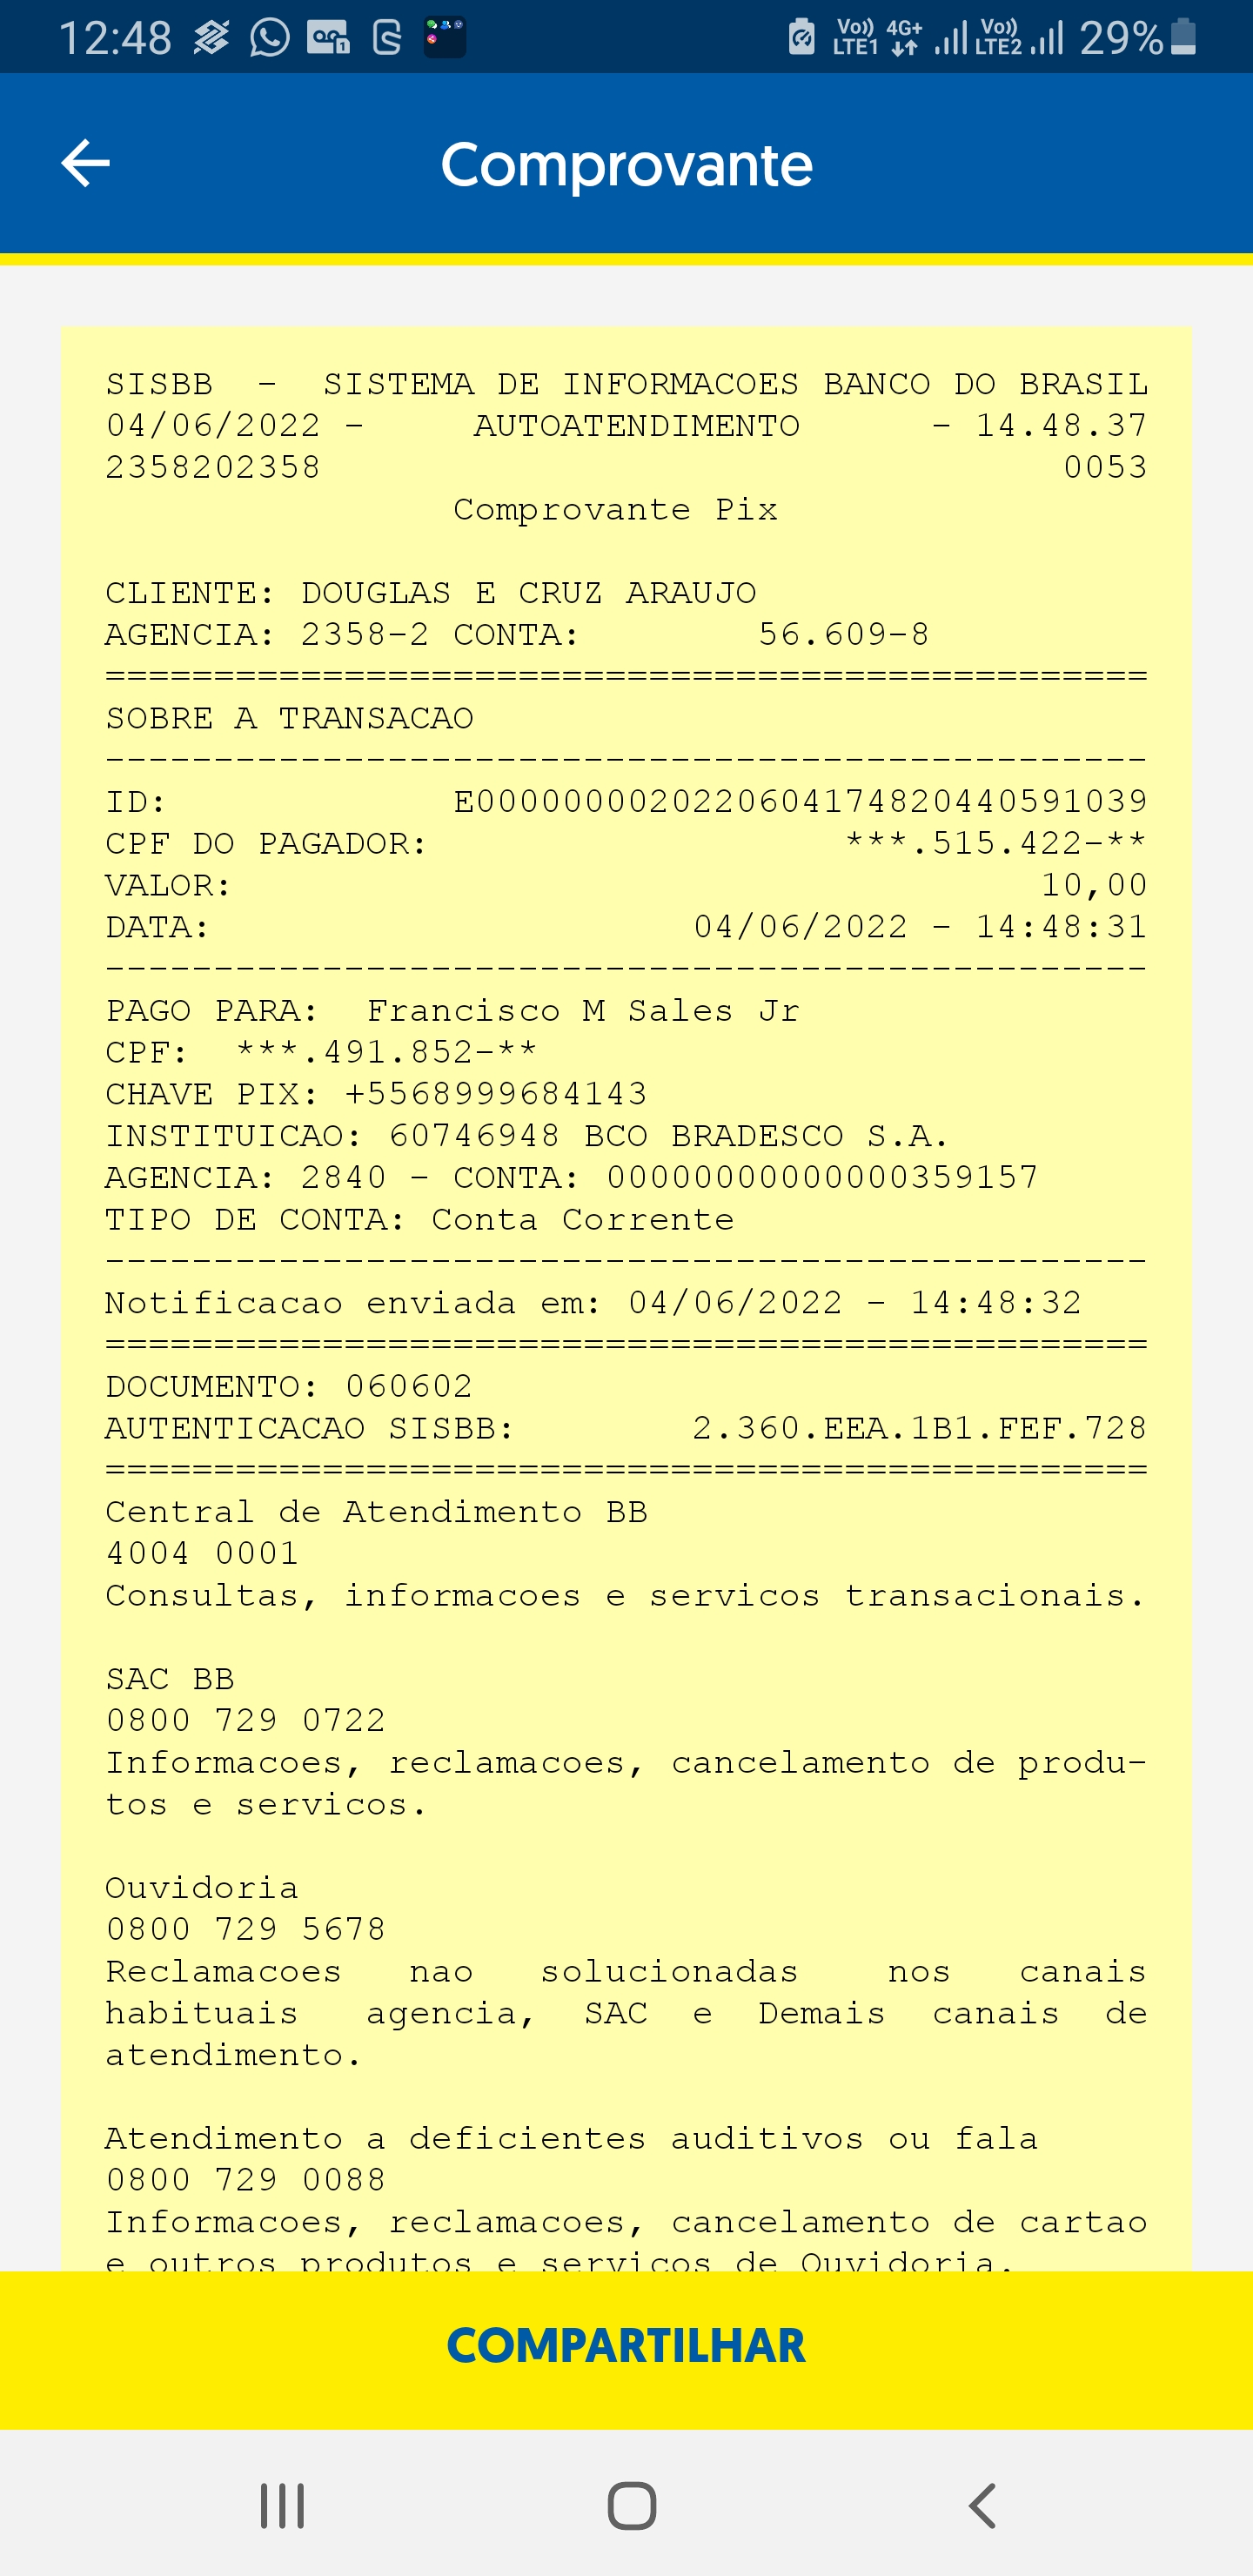 12:48 Vo)) LTE1 4G+ Vo)) LTE2 29%
Comprovante
SISBB - SISTEMA DE INFORMACOES BANCO DO BRASIL
04/06/2022 - AUTOATENDIMENTO - 14.48.37
2358202358 0053
Comprovante Pix
CLIENTE: DOUGLAS E CRUZ ARAUJO
AGENCIA: 2358-2 CONTA: 56.609-8
================================================
SOBRE A TRANSACAO
------------------------------------------------
ID: E0000000020220604174820440591039
CPF DO PAGADOR: ***.515.422-**
VALOR: 10,00
DATA: 04/06/2022 - 14:48:31
------------------------------------------------
PAGO PARA: Francisco M Sales Jr
CPF: ***.491.852-**
CHAVE PIX: +5568999684143
INSTITUICAO: 60746948 BCO BRADESCO S.A.
AGENCIA: 2840 - CONTA: 00000000000000359157
TIPO DE CONTA: Conta Corrente
------------------------------------------------
Notificacao enviada em: 04/06/2022 - 14:48:32
================================================
DOCUMENTO: 060602
AUTENTICACAO SISBB: 2.360.EEA.1B1.FEF.728
================================================
Central de Atendimento BB
4004 0001
Consultas, informacoes e servicos transacionais.
SAC BB
0800 729 0722
Informacoes, reclamacoes, cancelamento de produ-
tos e servicos.
Ouvidoria
0800 729 5678
Reclamacoes nao solucionadas nos canais
habituais agencia, SAC e Demais canais de
atendimento.
Atendimento a deficientes auditivos ou fala
0800 729 0088
Informacoes, reclamacoes, cancelamento de cartao
e outros produtos e servicos de Ouvidoria.
COMPARTILHAR